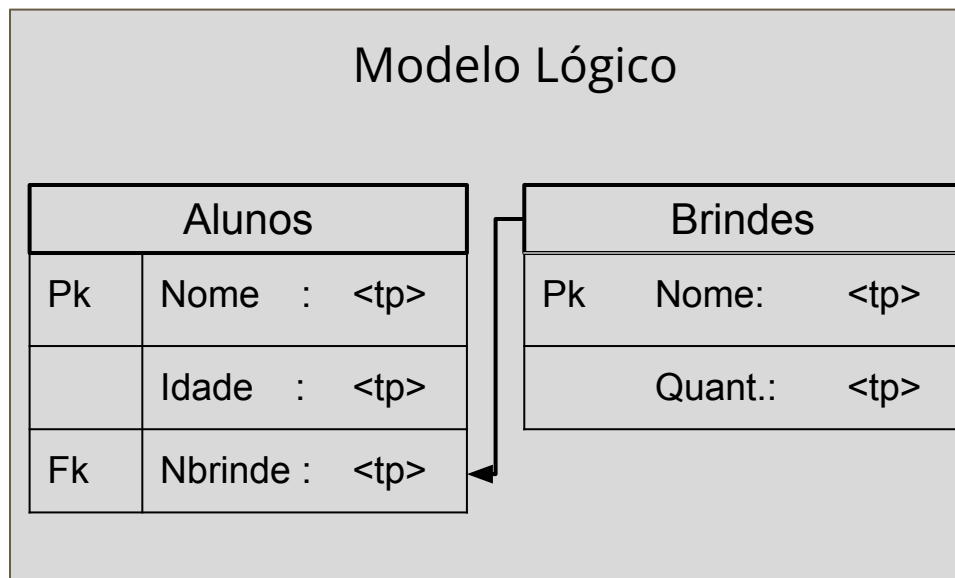 Modelo Lógico
Alunos
Pk Nome : <tp>
Idade : <tp>
Fk Nbrinde : <tp>
Brindes
Pk Nome: <tp>
Quant.: <tp>